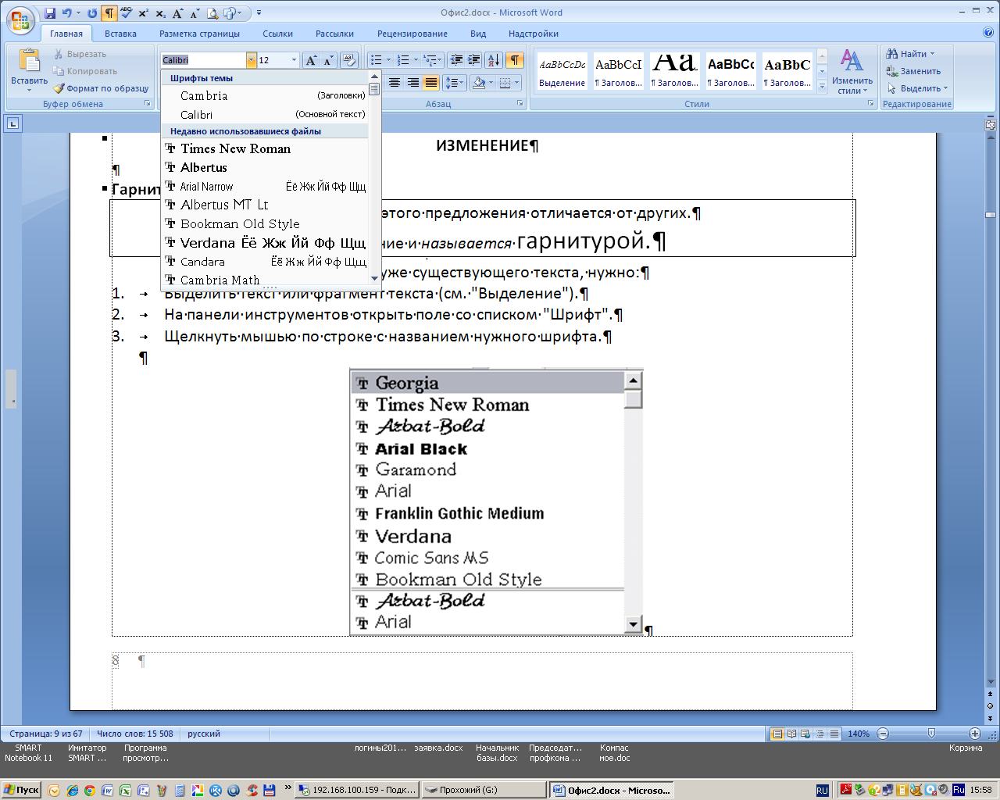 Офис2.docx - Microsoft Word
Главная Вставка Разметка страницы Ссылки Рассылки Рецензирование Вид Надстройки
Вставить
Вырезать
Копировать
Формат по образцу
Буфер обмена
Calibri 12
Абзац
AaBbCcDc AaBbCcI Aa AaBbCc AaBbC
Выделение ¶ Заголов... ¶ Заголов... ¶ Заголов... ¶ Заголов...
Изменить стили
Стили
Найти
Заменить
Выделить
Редактирование
Шрифты темы
Cambria (Заголовки)
Calibri (Основной текст)
Недавно использовавшиеся файлы
Times New Roman
Albertus
Arial Narrow Ёё Жж Йй Фф Щщ
Albertus MT Lt
Bookman Old Style
Verdana Ёё Жж Йй Фф Щщ
Candara Ёё Жж Йй Фф Щщ
Cambria Math
ИЗМЕНЕНИЕ¶
¶
Гарнит
этого·предложения·отличается·от·других.¶
ние·и·называется·гарнитурой.¶
уже·существующего·текста,·нужно:¶
1. Выделить·текст·или·фрагмент·текста·(см.·"Выделение").¶
2. На·панели·инструментов·открыть·поле·со·списком·"Шрифт".¶
3. Щелкнуть·мышью·по·строке·с·названием·нужного·шрифта.¶
¶
Georgia
Times New Roman
Azbat-Bold
Arial Black
Garamond
Arial
Franklin Gothic Medium
Verdana
Comic Sans MS
Bookman Old Style
Azbat-Bold
Arial
¶
8 ¶
Страница: 9 из 67 Число слов: 15 508 русский 140%
SMART Notebook 11
Имитатор SMART ...
Программа просмотр...
логины201...
заявка.docx
Начальник базы.docx
Председат... профкома ...
Компас мое.doc
Корзина
Пуск » 192.168.100.159 - Подк... Прохожий (G:) Офис2.docx - Microso... RU Ru 15:58